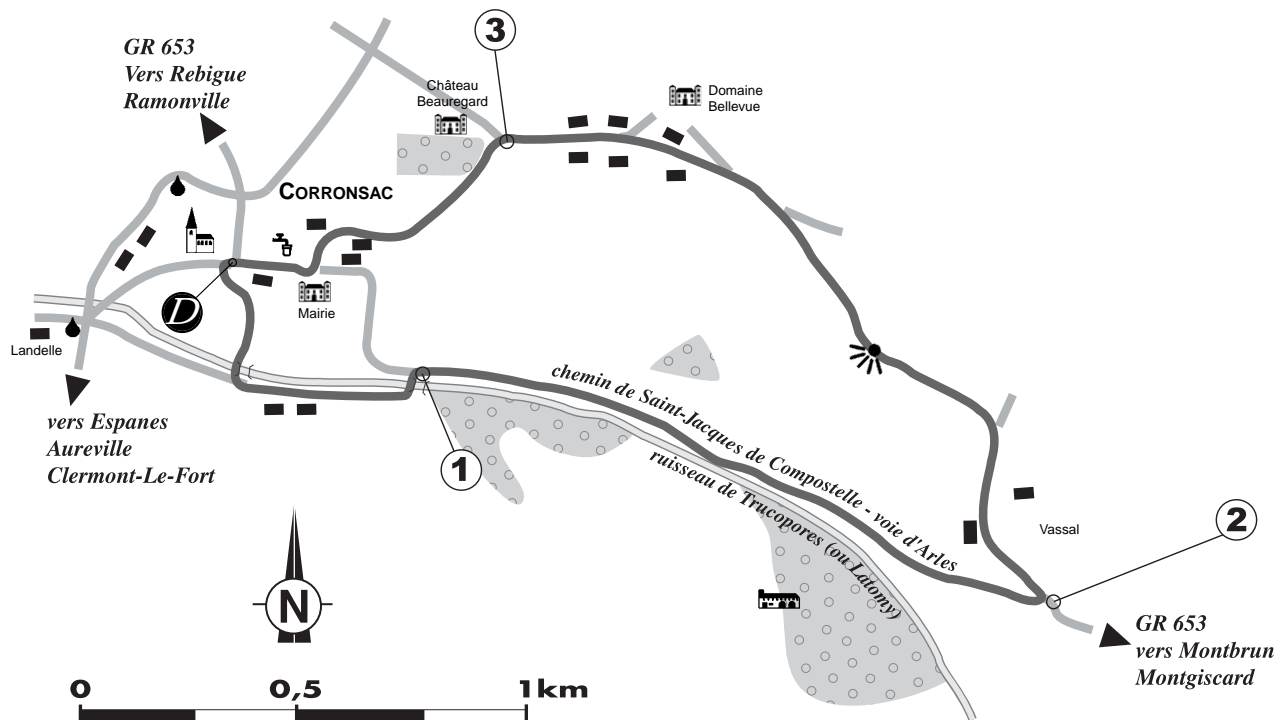 3
GR 653
Vers Rebigue
Ramonville
Château
Beauregard
Domaine
Bellevue
CORRONSAC
D
Mairie
Landelle
vers Espanes
Aureville
Clermont-Le-Fort
1
chemin de Saint-Jacques de Compostelle - voie d'Arles
ruisseau de Trucopores (ou Latomy)
2
Vassal
N
GR 653
vers Montbrun
Montgiscard
0 0,5 1km